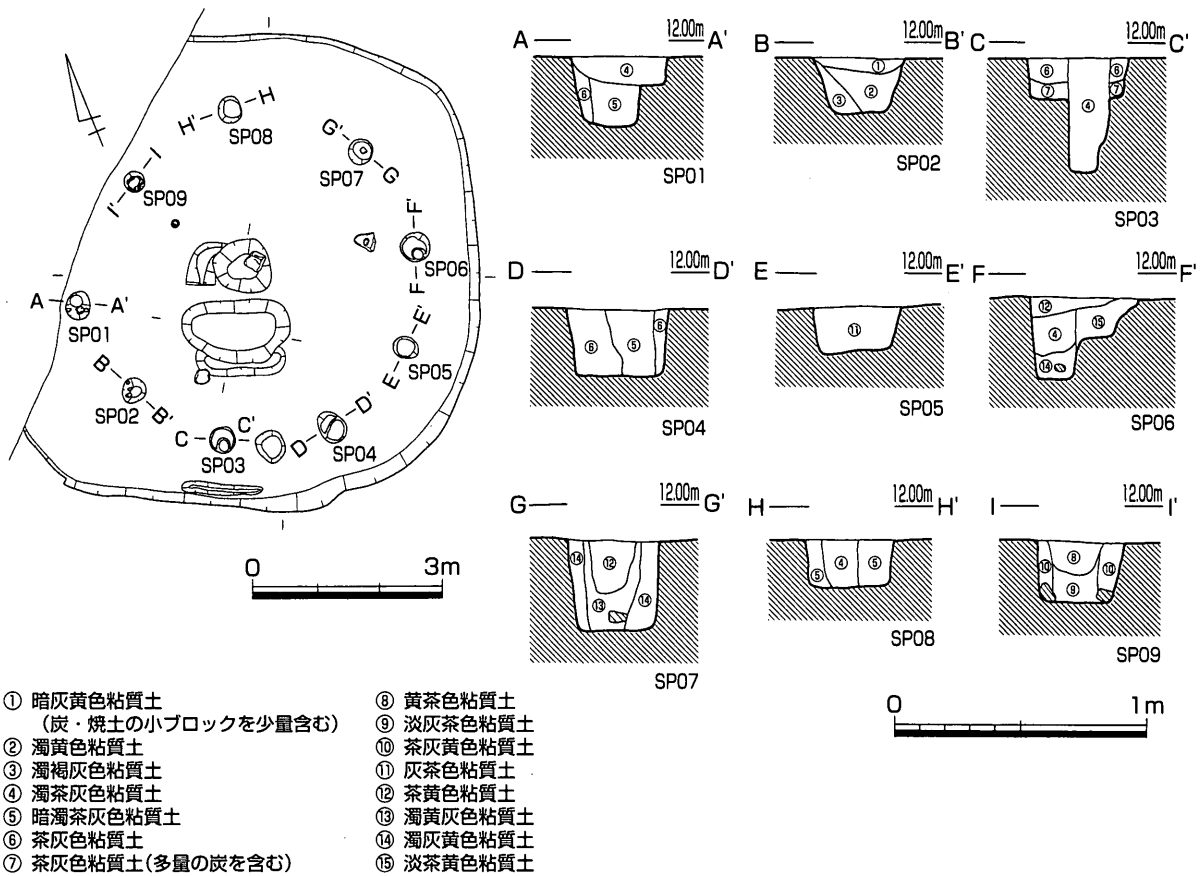 H
H'
SP08
G'
G
SP07
I
I'
SP09
F'
F
SP06
A
A'
SP01
E'
E
SP05
B
B'
SP02
C
C'
SP03
D
D'
SP04
0 3m
A 12.00m A'
④
⑥
⑤
SP01
B 12.00m B'
①
②
③
SP02
C 12.00m C'
⑥ ⑥
⑦ ⑦
④
SP03
D 12.00m D'
⑥ ⑤ ⑥
SP04
E 12.00m E'
⑪
SP05
F 12.00m F'
⑫
④ ⑮
⑭
SP06
G 12.00m G'
⑭ ⑫
⑬ ⑭
SP07
H 12.00m H'
⑤ ④ ⑤
SP08
I 12.00m I'
⑧
⑩ ⑩
⑨
SP09
0 1m
① 暗灰黄色粘質土
(炭・焼土の小ブロックを少量含む)
② 濁黄色粘質土
③ 濁褐灰色粘質土
④ 濁茶灰色粘質土
⑤ 暗濁茶灰色粘質土
⑥ 茶灰色粘質土
⑦ 茶灰色粘質土(多量の炭を含む)
⑧ 黄茶色粘質土
⑨ 淡灰茶色粘質土
⑩ 茶灰黄色粘質土
⑪ 灰茶色粘質土
⑫ 茶黄色粘質土
⑬ 濁黄灰色粘質土
⑭ 濁灰黄色粘質土
⑮ 淡茶黄色粘質土